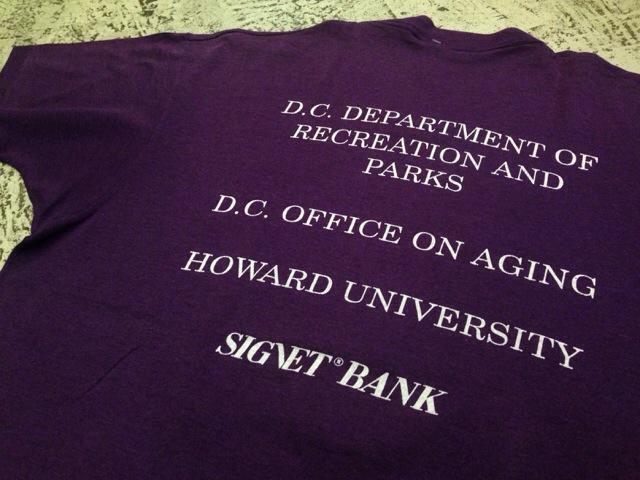 D.C. DEPARTMENT OF
RECREATION AND
PARKS
D.C. OFFICE ON AGING
HOWARD UNIVERSITY
SIGNET® BANK